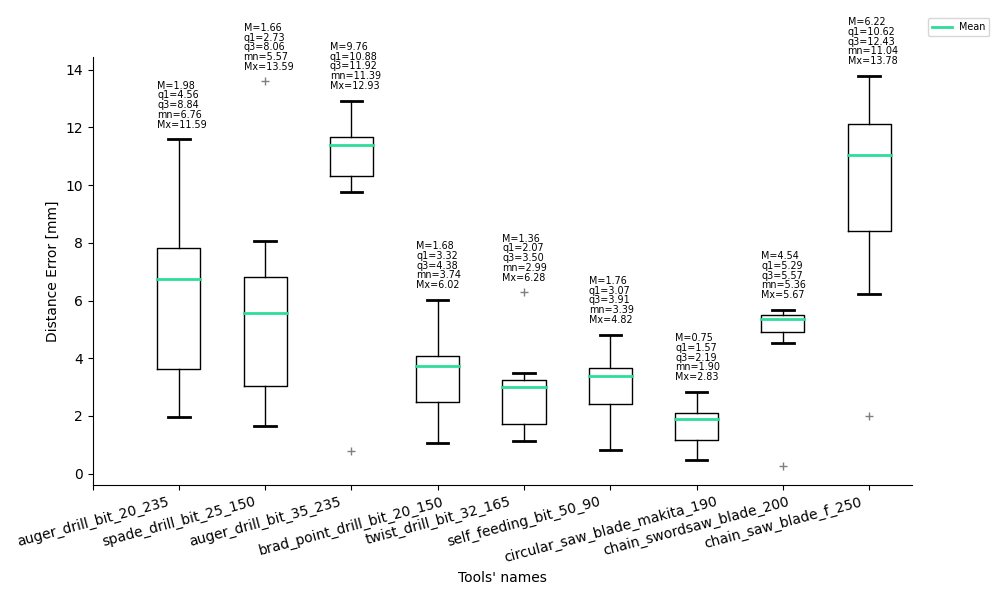 Mean
M=1.98
q1=4.56
q3=8.84
mn=6.76
Mx=11.59
M=1.66
q1=2.73
q3=8.06
mn=5.57
Mx=13.59
M=9.76
q1=10.88
q3=11.92
mn=11.39
Mx=12.93
M=1.68
q1=3.32
q3=4.38
mn=3.74
Mx=6.02
M=1.36
q1=2.07
q3=3.50
mn=2.99
Mx=6.28
M=1.76
q1=3.07
q3=3.91
mn=3.39
Mx=4.82
M=0.75
q1=1.57
q3=2.19
mn=1.90
Mx=2.83
M=4.54
q1=5.29
q3=5.57
mn=5.36
Mx=5.67
M=6.22
q1=10.62
q3=12.43
mn=11.04
Mx=13.78
Distance Error [mm]
14
12
10
8
6
4
2
0
auger_drill_bit_20_235
spade_drill_bit_25_150
auger_drill_bit_35_235
brad_point_drill_bit_20_150
twist_drill_bit_32_165
self_feeding_bit_50_90
circular_saw_blade_makita_190
chain_swordsaw_blade_200
chain_saw_blade_f_250
Tools' names